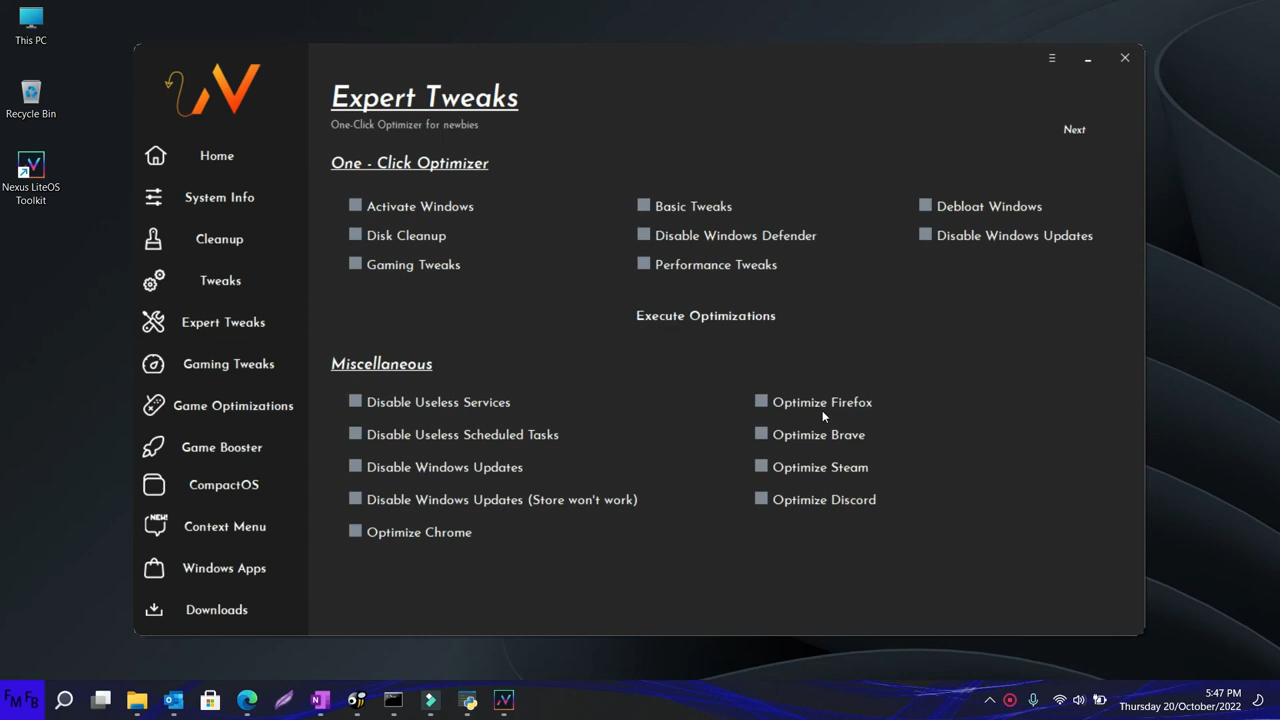 This PC
Recycle Bin
Nexus LiteOS
Toolkit
Home
System Info
Cleanup
Tweaks
Expert Tweaks
Gaming Tweaks
Game Optimizations
Game Booster
CompactOS
NEW!
Context Menu
Windows Apps
Downloads
Expert Tweaks
One-Click Optimizer for newbies
Next
One - Click Optimizer
Activate Windows
Basic Tweaks
Debloat Windows
Disk Cleanup
Disable Windows Defender
Disable Windows Updates
Gaming Tweaks
Performance Tweaks
Execute Optimizations
Miscellaneous
Disable Useless Services
Optimize Firefox
Disable Useless Scheduled Tasks
Optimize Brave
Disable Windows Updates
Optimize Steam
Disable Windows Updates (Store won't work)
Optimize Discord
Optimize Chrome
FMFB
5:47 PM
Thursday 20/October/2022